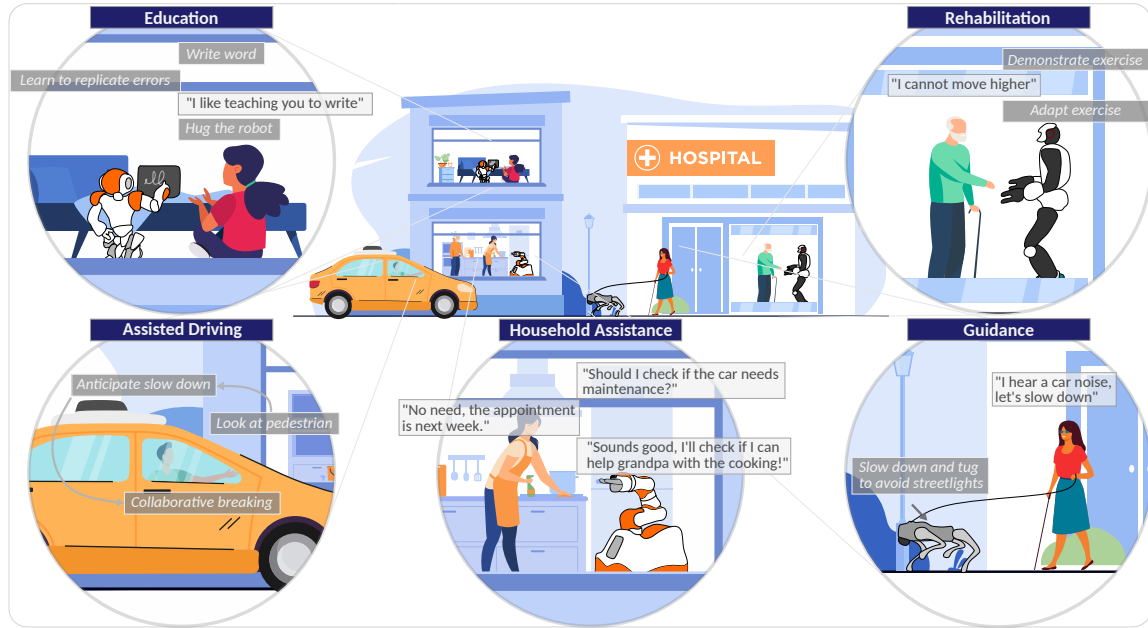 Education
Write word
Learn to replicate errors
"I like teaching you to write"
Hug the robot
Rehabilitation
Demonstrate exercise
"I cannot move higher"
Adapt exercise
HOSPITAL
Assisted Driving
Anticipate slow down
Look at pedestrian
Collaborative breaking
Household Assistance
"Should I check if the car needs
maintenance?"
"No need, the appointment
is next week."
"Sounds good, I'll check if I can
help grandpa with the cooking!"
Guidance
"I hear a car noise,
let's slow down"
Slow down and tug
to avoid streetlights